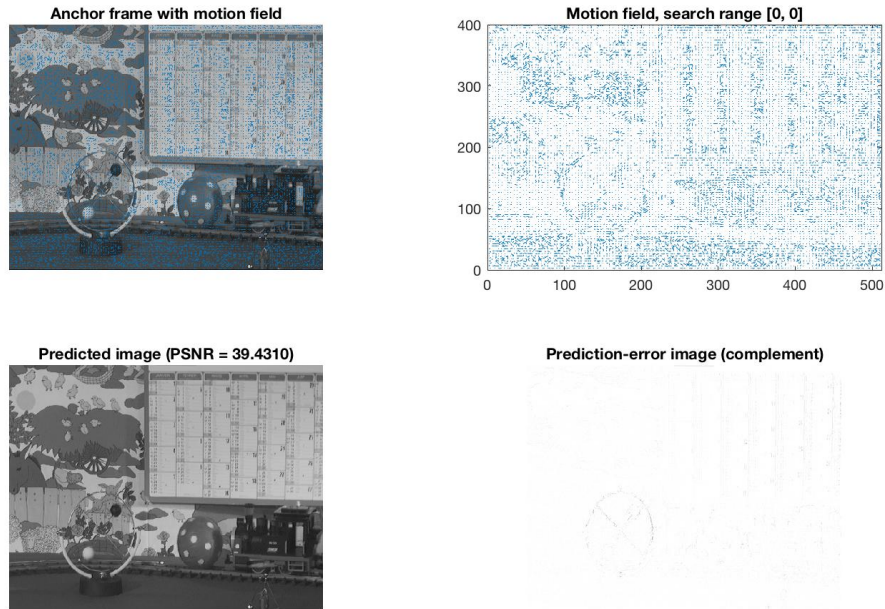 Anchor frame with motion field
Motion field, search range [0, 0]
400
300
200
100
0
0 100 200 300 400 500
Predicted image (PSNR = 39.4310)
Prediction-error image (complement)